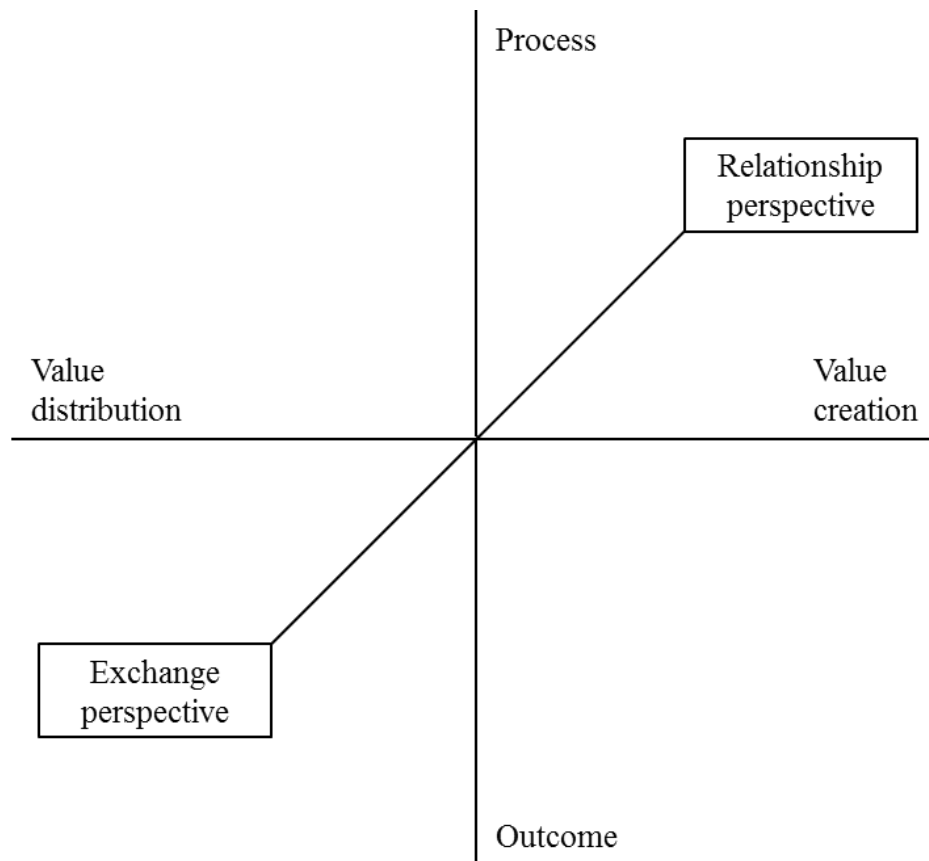 Process
Relationship
perspective
Value
distribution
Value
creation
Exchange
perspective
Outcome